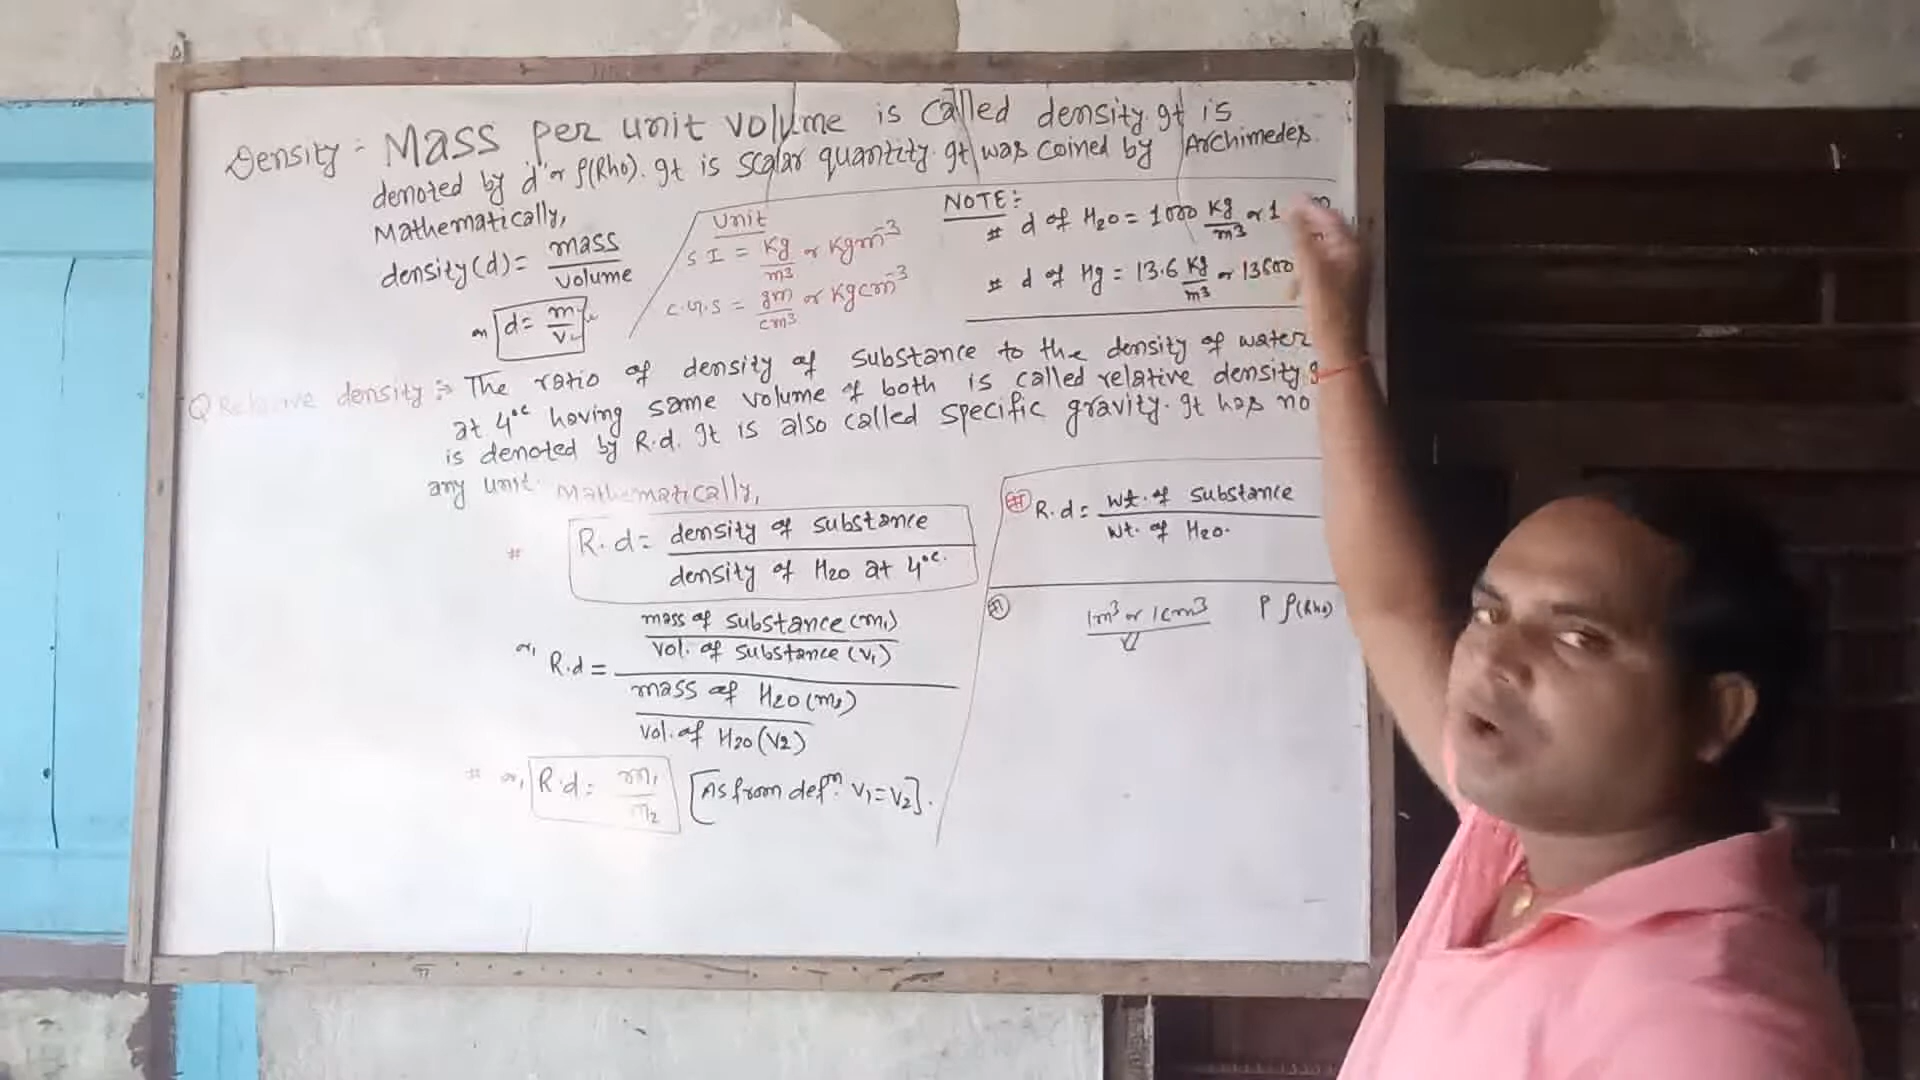 Density :- Mass per unit volume is called density. It is
denoted by 'd' or ρ(Rho). It is scalar quantity. It was coined by Archimedes.
Mathematically,
density(d) = mass / volume
or, d = m / v
Unit
S I = Kg / m³ or Kgm⁻³
C.G.S = gm / cm³ or Kgcm⁻³
NOTE :-
# d of H₂O = 1000 Kg / m³ or 1
# d of Hg = 13.6 Kg / m³ or 13600
Q Relative density :- The ratio of density of substance to the density of water
at 4°C having same volume of both is called relative density.
is denoted by R.d. It is also called specific gravity. It has no
any unit. Mathematically,
# R.d = density of substance / density of H₂O at 4°C.
or, R.d = mass of substance (m₁) / vol. of substance (v₁)
mass of H₂O (m₂) / vol. of H₂O (V₂)
# or, R.d = m₁ / m₂ [As from defⁿ. V₁=V₂].
# R.d = wt. of substance / wt. of H₂O.
# 1m³ or 1cm³ P ρ(Rho)